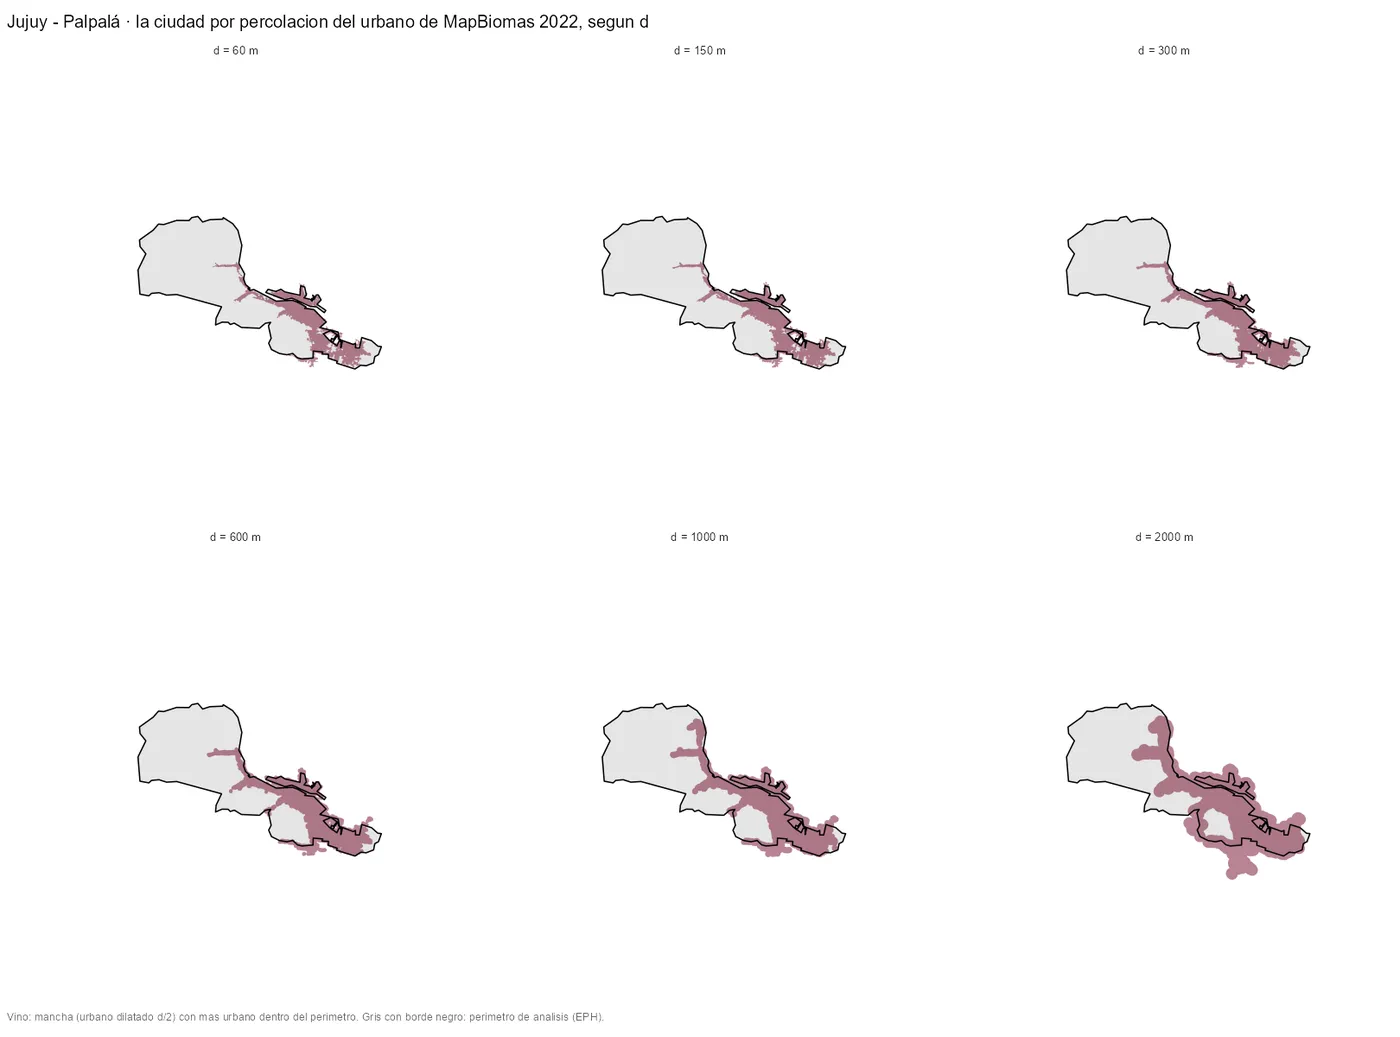 Jujuy - Palpalá · la ciudad por percolacion del urbano de MapBiomas 2022, segun d
d = 60 m
d = 150 m
d = 300 m
d = 600 m
d = 1000 m
d = 2000 m
Vino: mancha (urbano dilatado d/2) con mas urbano dentro del perimetro. Gris con borde negro: perimetro de analisis (EPH).